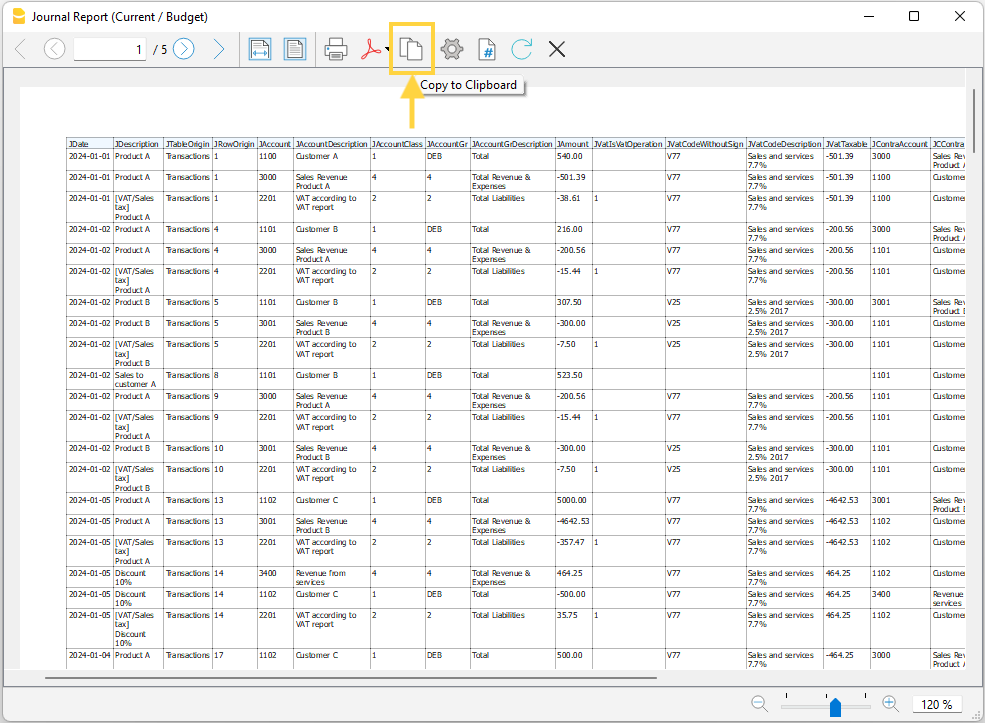 Journal Report (Current / Budget)
1 / 5
#
Copy to Clipboard
JDate JDescription JTableOrigin JRowOrigin JAccount JAccountDescription JAccountClass JAccountGr JAccountGrDescription JAmount JVatIsVatOperation JVatCodeWithoutSign JVatCodeDescription JVatTaxable JContraAccount JCContra
2024-01-01 Product A Transactions 1 1100 Customer A 1 DEB Total 540.00 V77 Sales and services -501.39 3000 Sales Rev
7.7% Product A
2024-01-01 Product A Transactions 1 3000 Sales Revenue 4 4 Total Revenue & -501.39 V77 Sales and services -501.39 1100 Custome
Product A Expenses 7.7%
2024-01-01 [VAT/Sales Transactions 1 2201 VAT according to 2 2 Total Liabilities -38.61 1 V77 Sales and services -501.39 1100 Custome
tax] VAT report 7.7%
Product A
2024-01-02 Product A Transactions 4 1101 Customer B 1 DEB Total 216.00 V77 Sales and services -200.56 3000 Sales Rev
7.7% Product A
2024-01-02 Product A Transactions 4 3000 Sales Revenue 4 4 Total Revenue & -200.56 V77 Sales and services -200.56 1101 Custome
Product A Expenses 7.7%
2024-01-02 [VAT/Sales Transactions 4 2201 VAT according to 2 2 Total Liabilities -15.44 1 V77 Sales and services -200.56 1101 Custome
tax] VAT report 7.7%
Product A
2024-01-02 Product B Transactions 5 1101 Customer B 1 DEB Total 307.50 V25 Sales and services -300.00 3001 Sales Rev
2.5% 2017 Product
2024-01-02 Product B Transactions 5 3001 Sales Revenue 4 4 Total Revenue & -300.00 V25 Sales and services -300.00 1101 Custome
Product B Expenses 2.5% 2017
2024-01-02 [VAT/Sales Transactions 5 2201 VAT according to 2 2 Total Liabilities -7.50 1 V25 Sales and services -300.00 1101 Custome
tax] VAT report 2.5% 2017
Product B
2024-01-02 Sales to Transactions 8 1101 Customer B 1 DEB Total 523.50 1101 Custome
customer A
2024-01-02 Product A Transactions 9 3000 Sales Revenue 4 4 Total Revenue & -200.56 V77 Sales and services -200.56 1101 Custome
Product A Expenses 7.7%
2024-01-02 [VAT/Sales Transactions 9 2201 VAT according to 2 2 Total Liabilities -15.44 1 V77 Sales and services -200.56 1101 Custome
tax] VAT report 7.7%
Product A
2024-01-02 Product B Transactions 10 3001 Sales Revenue 4 4 Total Revenue & -300.00 V25 Sales and services -300.00 1101 Custome
Product B Expenses 2.5% 2017
2024-01-02 [VAT/Sales Transactions 10 2201 VAT according to 2 2 Total Liabilities -7.50 1 V25 Sales and services -300.00 1101 Custome
tax] VAT report 2.5% 2017
Product B
2024-01-05 Product A Transactions 13 1102 Customer C 1 DEB Total 5000.00 V77 Sales and services -4642.53 3001 Sales Rev
7.7% Product
2024-01-05 Product A Transactions 13 3001 Sales Revenue 4 4 Total Revenue & -4642.53 V77 Sales and services -4642.53 1102 Custome
Product B Expenses 7.7%
2024-01-05 [VAT/Sales Transactions 13 2201 VAT according to 2 2 Total Liabilities -357.47 1 V77 Sales and services -4642.53 1102 Custome
tax] VAT report 7.7%
Product A
2024-01-05 Discount Transactions 14 3400 Revenue from 4 4 Total Revenue & 464.25 V77 Sales and services 464.25 1102 Custome
10% services Expenses 7.7%
2024-01-05 Discount Transactions 14 1102 Customer C 1 DEB Total -500.00 V77 Sales and services 464.25 3400 Revenue
10% 7.7% services
2024-01-05 [VAT/Sales Transactions 14 2201 VAT according to 2 2 Total Liabilities 35.75 1 V77 Sales and services 464.25 1102 Custome
tax] VAT report 7.7%
Discount
10%
2024-01-04 Product A Transactions 17 1102 Customer C 1 DEB Total 500.00 V77 Sales and services -464.25 3000 Sales Rev
7.7% Product A
120 %